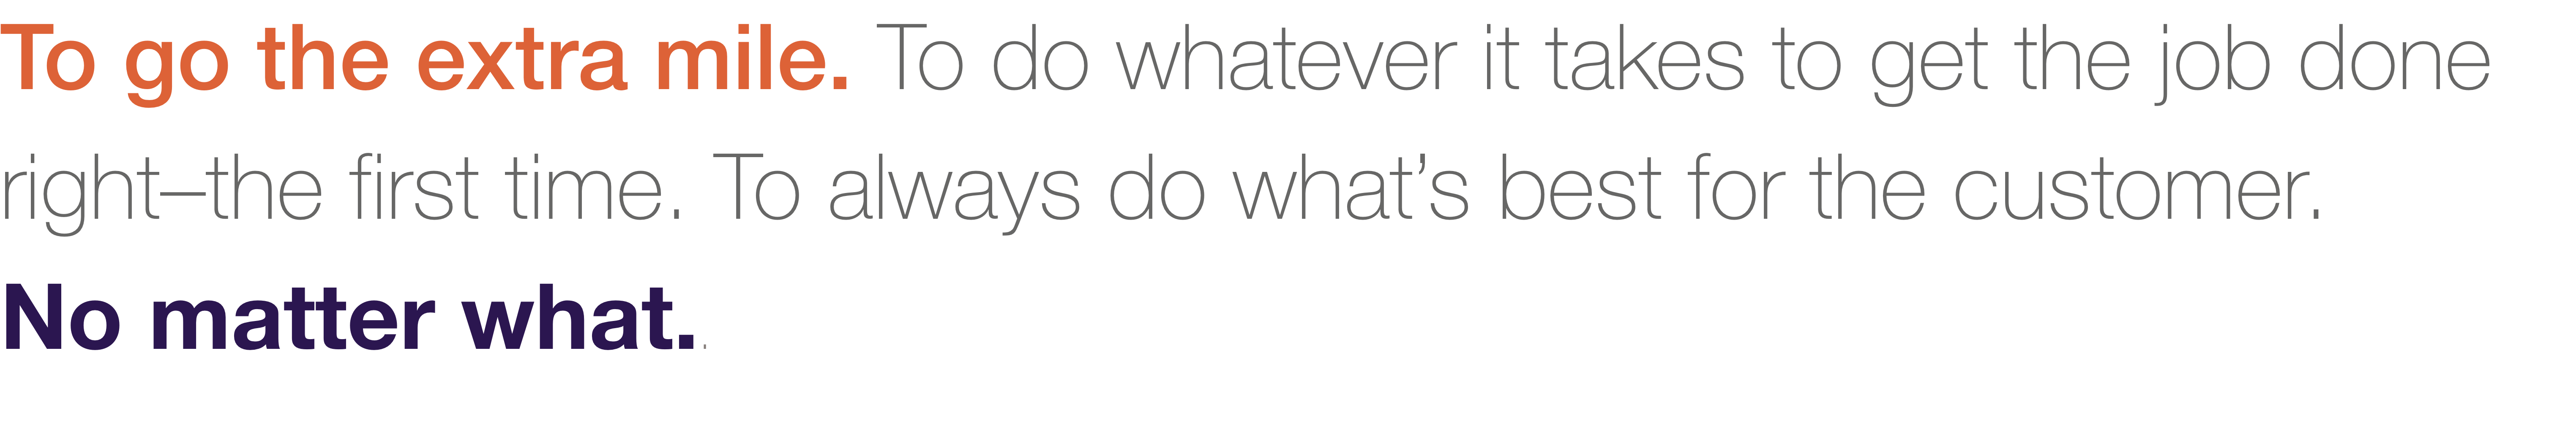 To go the extra mile. To do whatever it takes to get the job done
right–the first time. To always do what’s best for the customer.
No matter what..